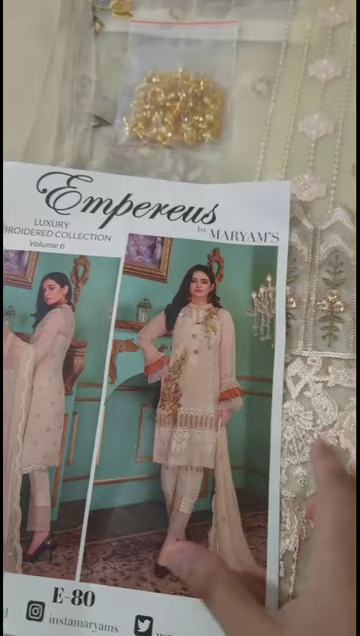 Empereus
by MARYAM'S
LUXURY
BROIDERED COLLECTION
Volume 6
E-80
instamaryams